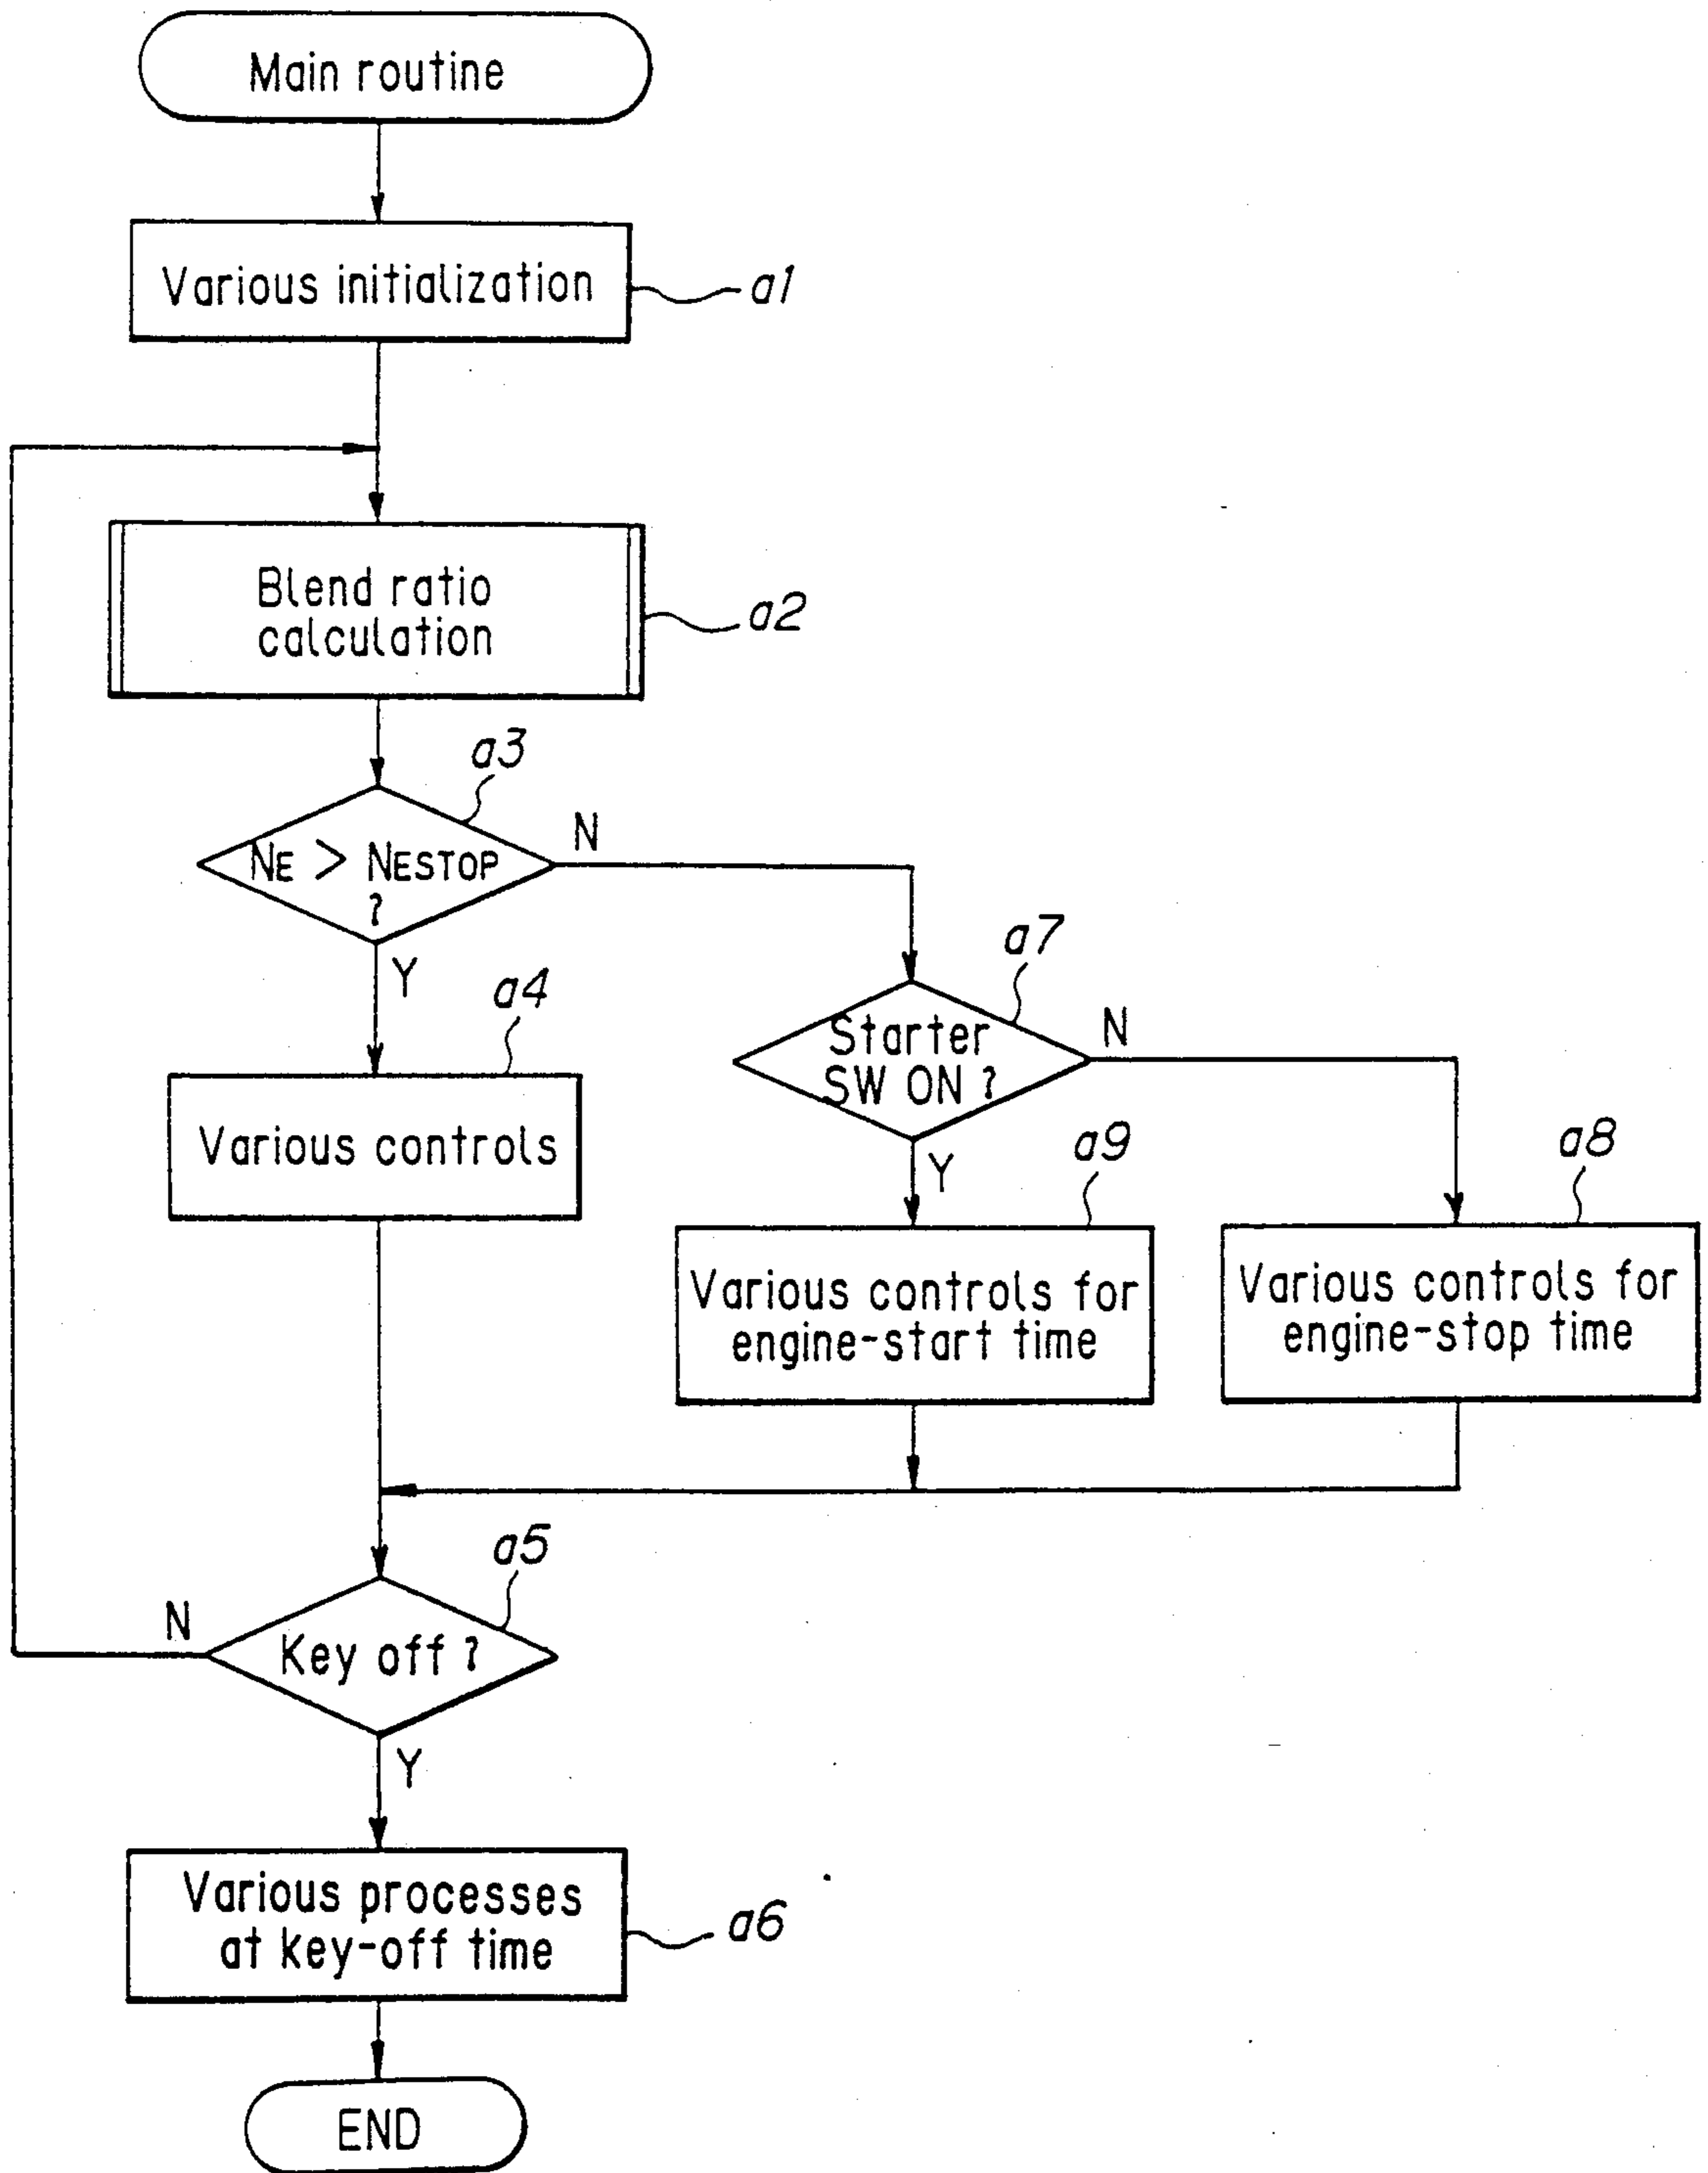 Main routine
Various initialization
a1
Blend ratio
calculation
a2
a3
NE > NESTOP
?
N
Y
a4
Various controls
a7
Starter
SW ON ?
N
Y
a9
Various controls for
engine-start time
a8
Various controls for
engine-stop time
a5
Key off ?
N
Y
Various processes
at key-off time
a6
END